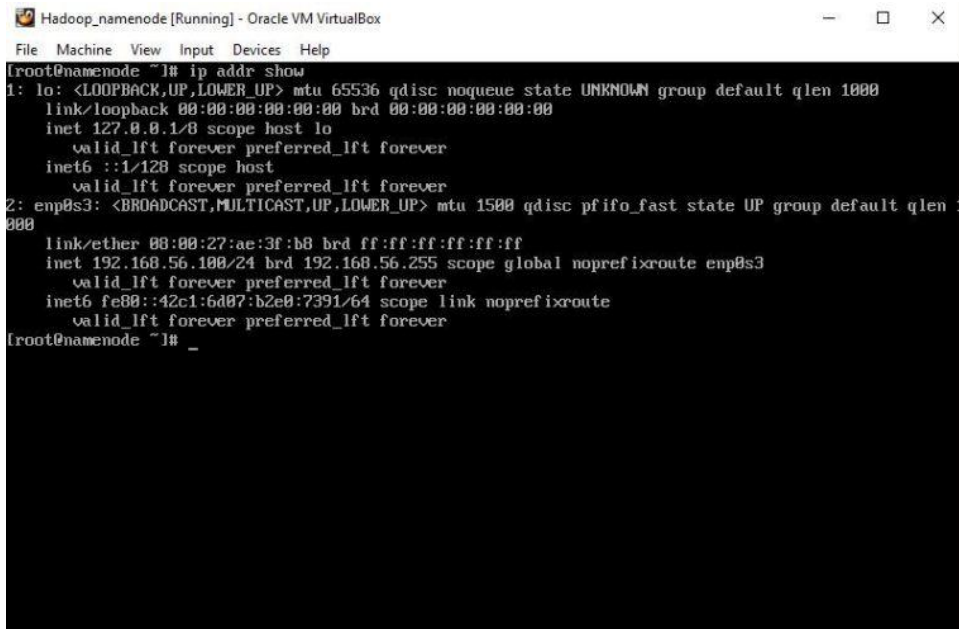 Hadoop_namenode [Running] - Oracle VM VirtualBox
File Machine View Input Devices Help
[root@namenode ~]# ip addr show
1: lo: <LOOPBACK,UP,LOWER_UP> mtu 65536 qdisc noqueue state UNKNOWN group default qlen 1000
    link/loopback 00:00:00:00:00:00 brd 00:00:00:00:00:00
    inet 127.0.0.1/8 scope host lo
       valid_lft forever preferred_lft forever
    inet6 ::1/128 scope host
       valid_lft forever preferred_lft forever
2: enp0s3: <BROADCAST,MULTICAST,UP,LOWER_UP> mtu 1500 qdisc pfifo_fast state UP group default qlen 1
000
    link/ether 08:00:27:ae:3f:b8 brd ff:ff:ff:ff:ff:ff
    inet 192.168.56.100/24 brd 192.168.56.255 scope global noprefixroute enp0s3
       valid_lft forever preferred_lft forever
    inet6 fe80::42c1:6d07:b2e0:7391/64 scope link noprefixroute
       valid_lft forever preferred_lft forever
[root@namenode ~]# _